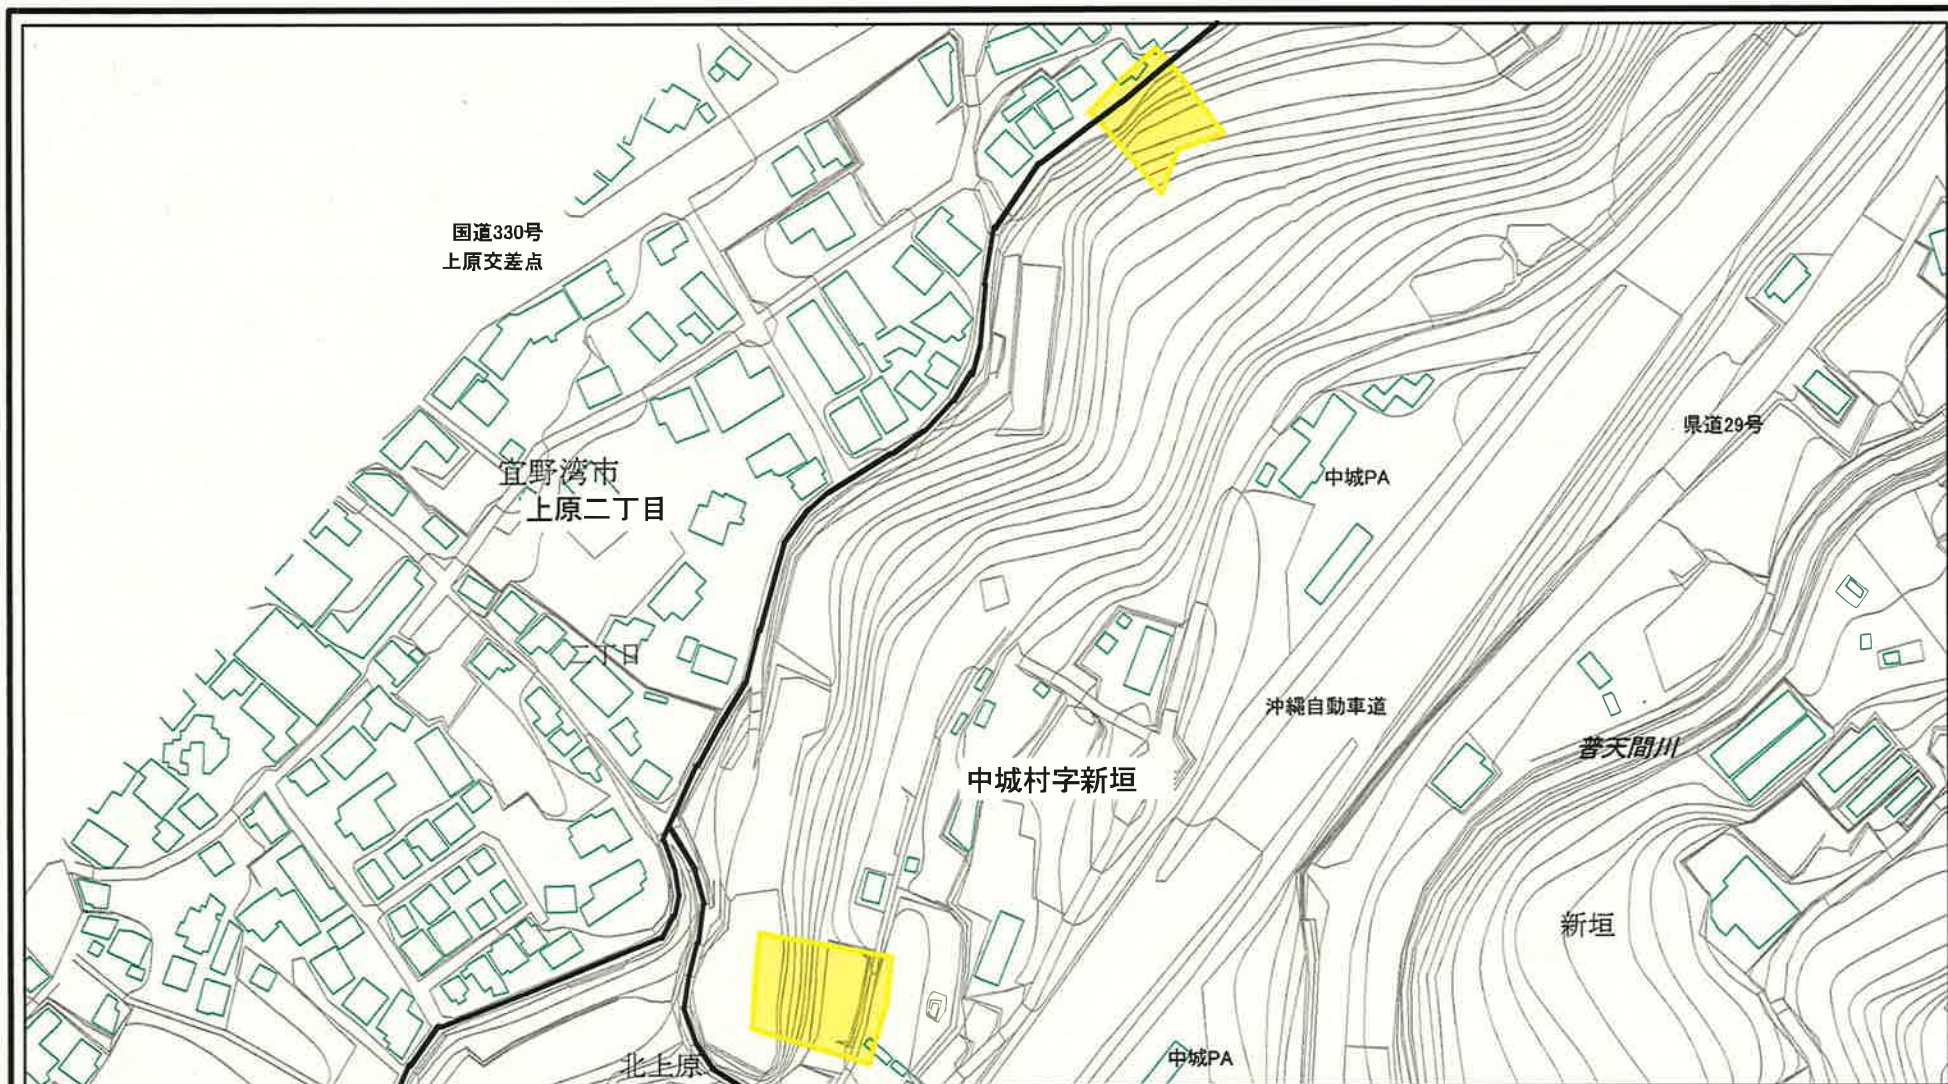 国道330号
上原交差点
県道29号
宜野湾市
中城PA
上原二丁目
二丁目
沖縄自動車道
普天間川
中城村字新垣
新垣
中城PA
北上原